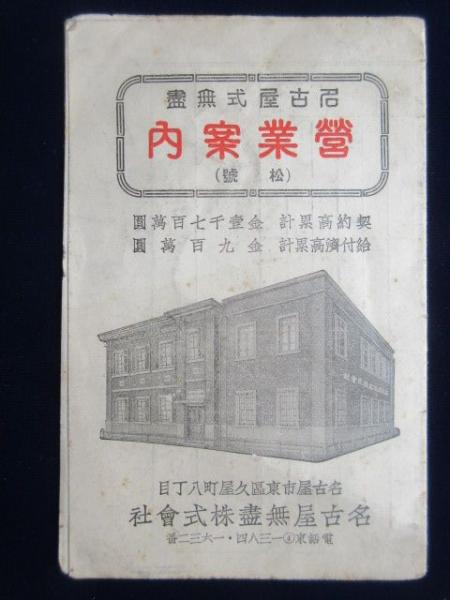 名古屋式無盡
營業案内
(松號)
契約高累計 金壹千七百萬圓
給付濟高累計 金九百萬圓
名古屋市東區久屋町八丁目
名古屋無盡株式會社
電話東④一三八四・一六三二番